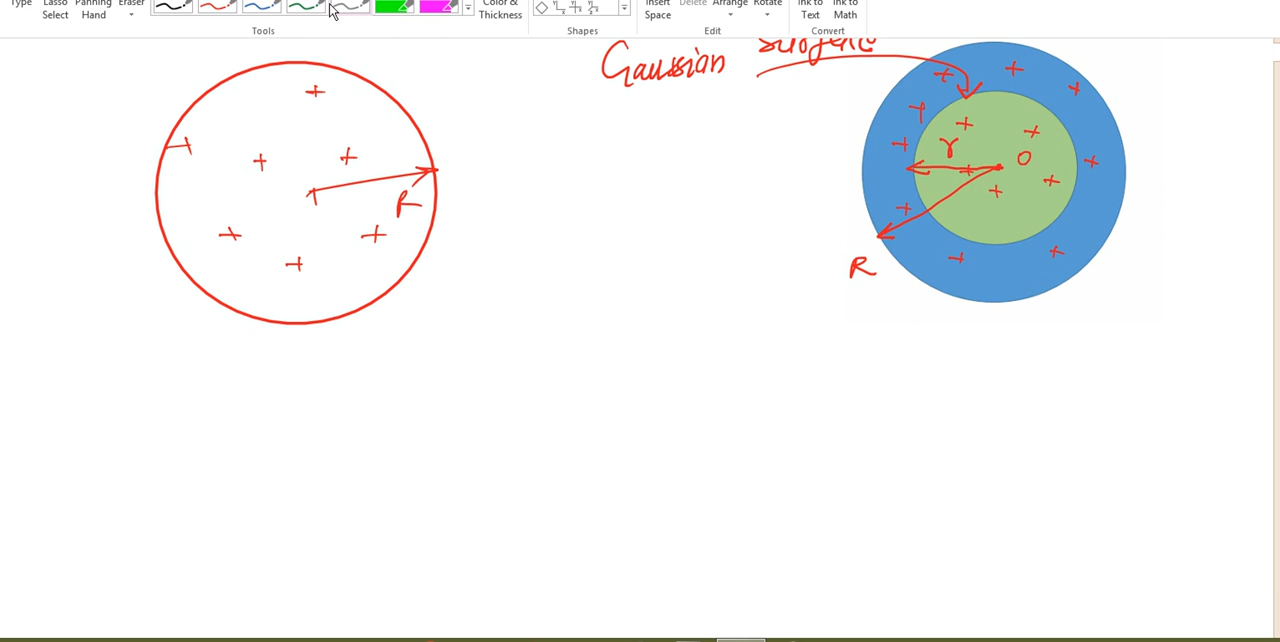 Type Lasso Panning Eraser Color & Insert Delete Arrange Rotate Ink to Ink to
Select Hand Thickness Space Text Math
Tools Shapes Edit Convert
Gaussian
+ + + + + + + +
R
+ + + + + + + + + + + + + +
r
O
R